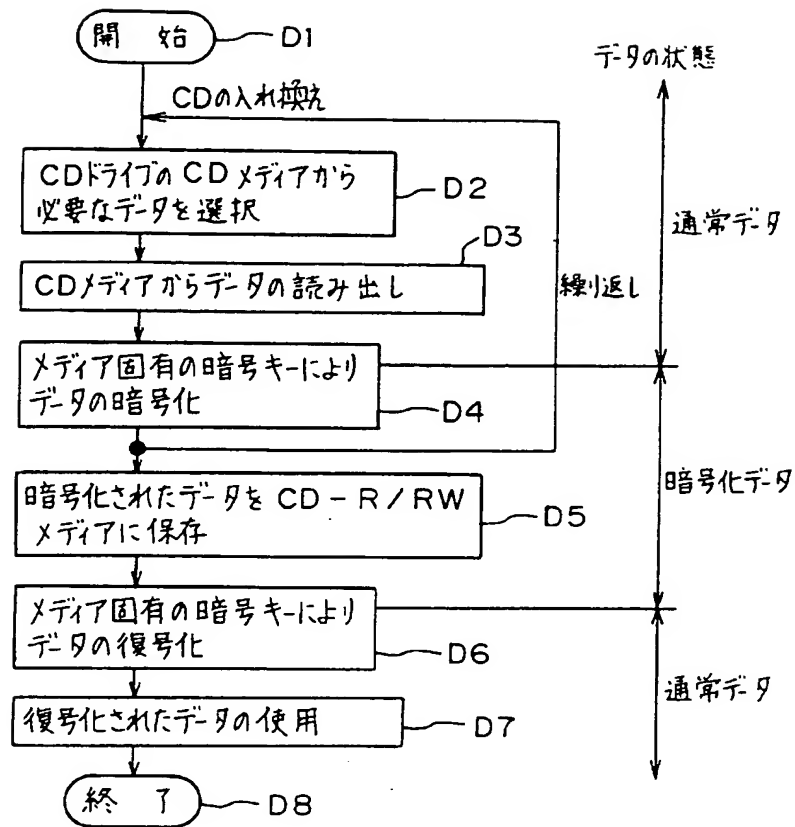 開 始
D1
データの状態
CDの入れ換え
CDドライブの CD メディアから
必要なデータを選択
D2
通常データ
D3
CDメディアからデータの読み出し
繰り返し
メディア固有の暗号キーにより
データの暗号化
D4
暗号化データ
暗号化されたデータを CD-R/RW
メディアに保存
D5
メディア固有の暗号キーにより
データの復号化
D6
通常データ
復号化されたデータの使用
D7
終 了
D8